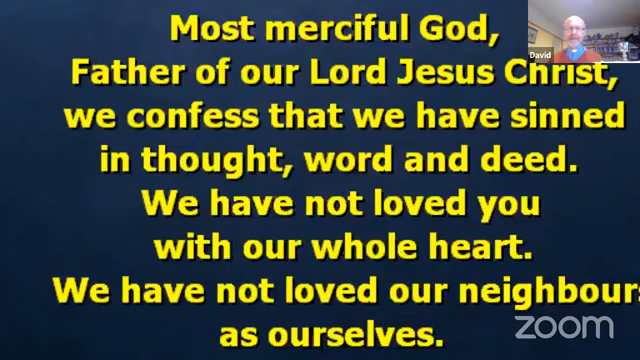 Most merciful God,
Father of our Lord Jesus Christ,
we confess that we have sinned
in thought, word and deed.
We have not loved you
with our whole heart.
We have not loved our neighbours
as ourselves.
David
zoom